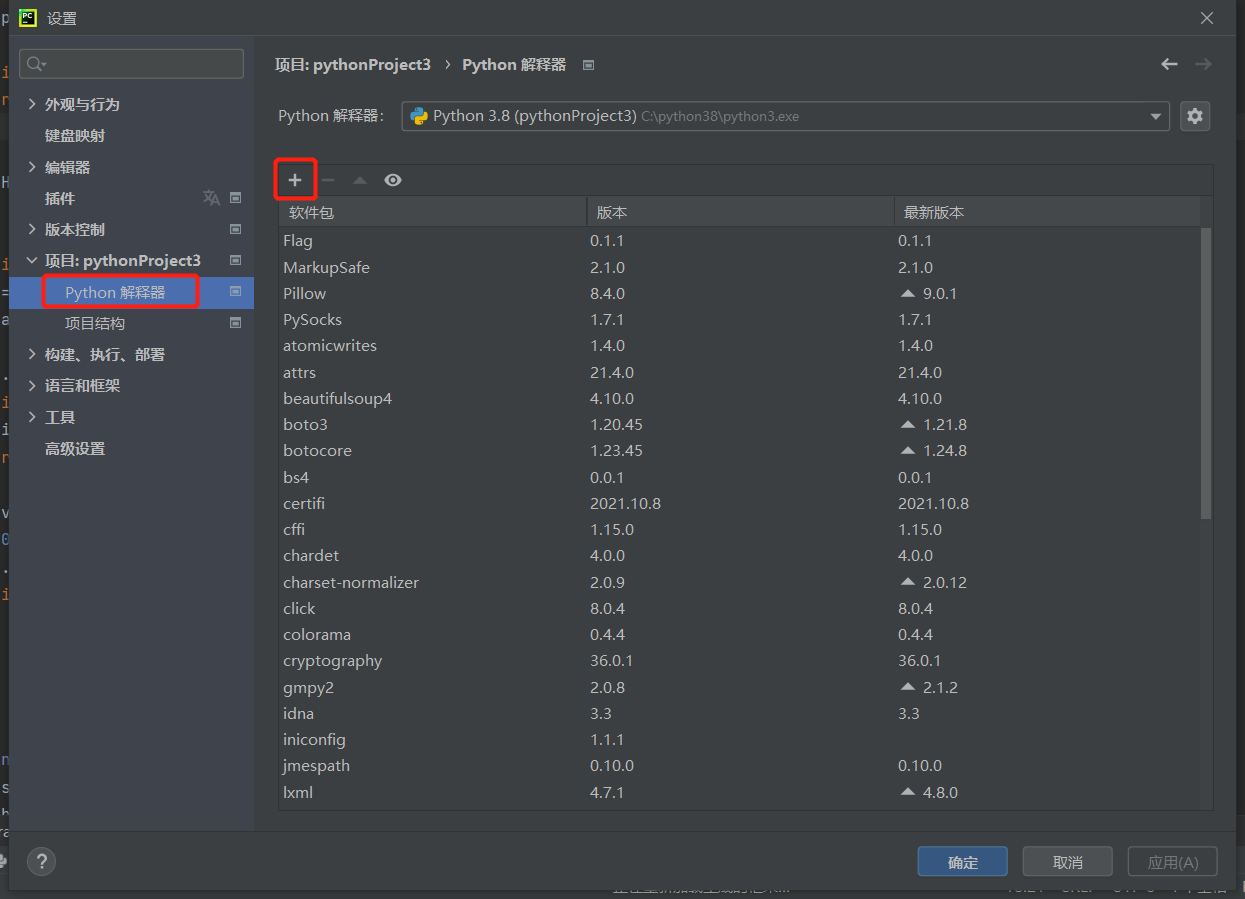 PC
设置
项目: pythonProject3 › Python 解释器
外观与行为
键盘映射
编辑器
插件
版本控制
项目: pythonProject3
Python 解释器
项目结构
构建、执行、部署
语言和框架
工具
高级设置
Python 解释器: Python 3.8 (pythonProject3) C:\python38\python3.exe
软件包 版本 最新版本
Flag 0.1.1 0.1.1
MarkupSafe 2.1.0 2.1.0
Pillow 8.4.0 9.0.1
PySocks 1.7.1 1.7.1
atomicwrites 1.4.0 1.4.0
attrs 21.4.0 21.4.0
beautifulsoup4 4.10.0 4.10.0
boto3 1.20.45 1.21.8
botocore 1.23.45 1.24.8
bs4 0.0.1 0.0.1
certifi 2021.10.8 2021.10.8
cffi 1.15.0 1.15.0
chardet 4.0.0 4.0.0
charset-normalizer 2.0.9 2.0.12
click 8.0.4 8.0.4
colorama 0.4.4 0.4.4
cryptography 36.0.1 36.0.1
gmpy2 2.0.8 2.1.2
idna 3.3 3.3
iniconfig 1.1.1
jmespath 0.10.0 0.10.0
lxml 4.7.1 4.8.0
?
确定 取消 应用(A)